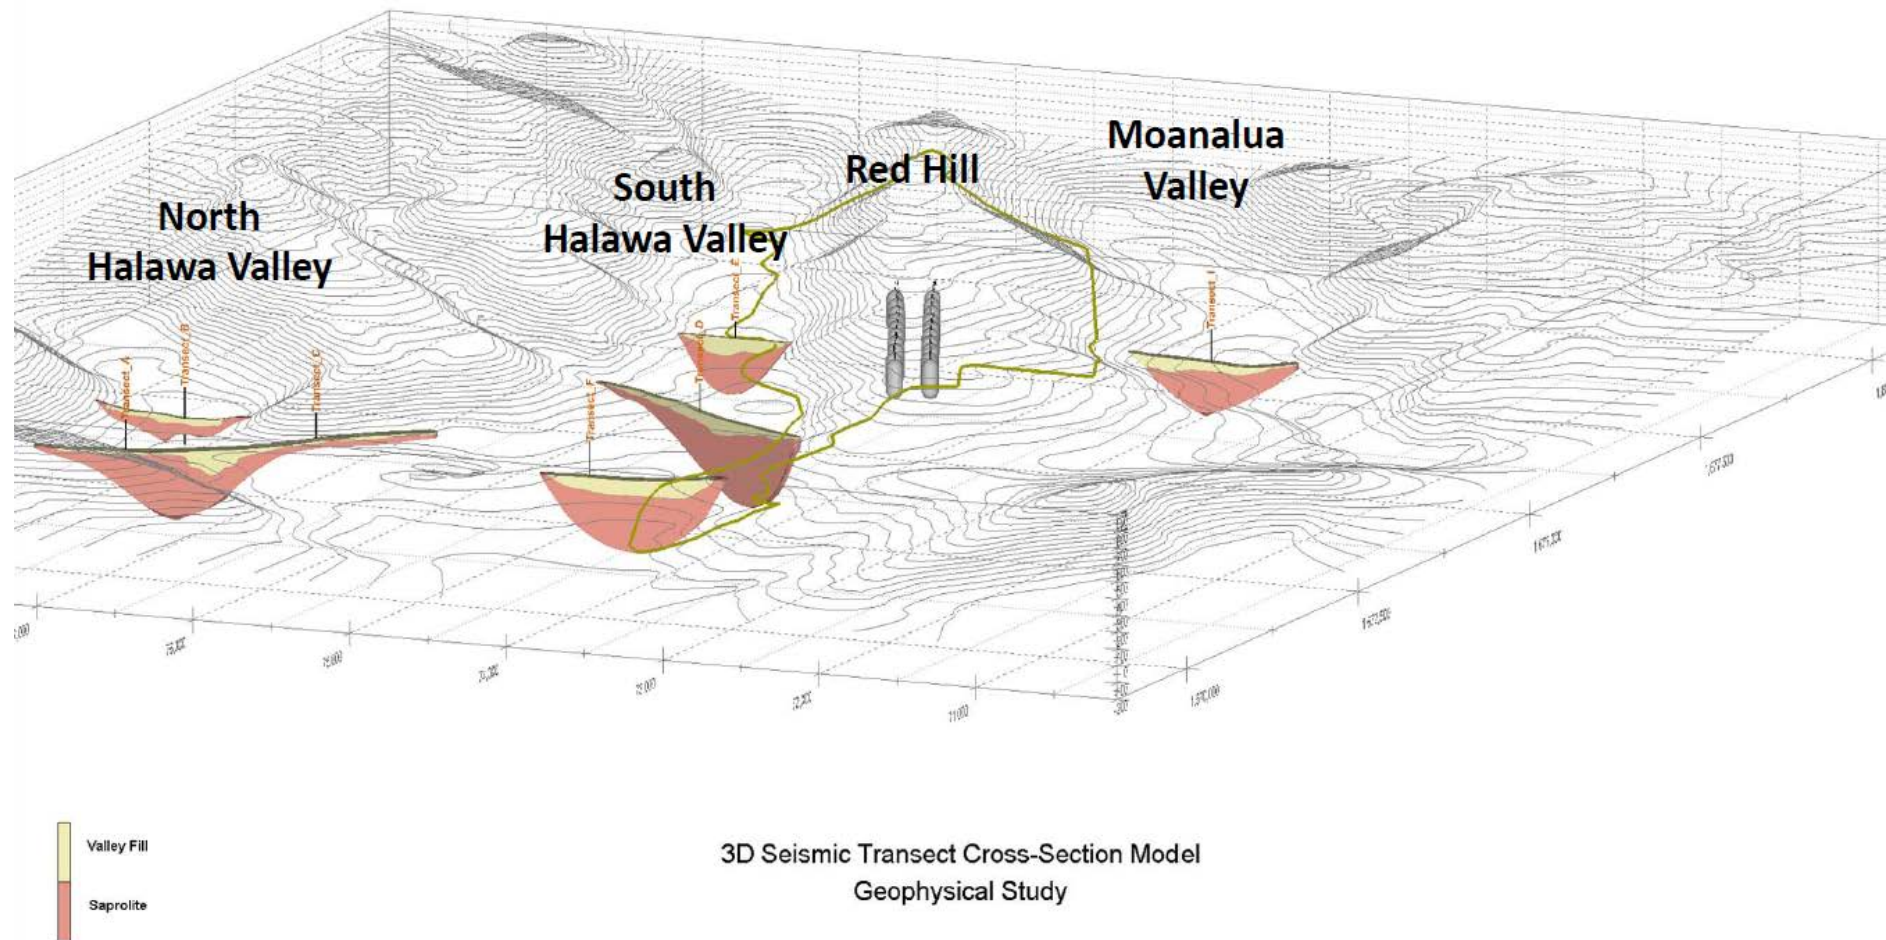 Moanalua
Valley
Red Hill
South
Halawa Valley
North
Halawa Valley
Transect_E
Transect_I
Transect_D
Transect_B
Transect_C
Transect_A
Transect_F
Valley Fill
Saprolite
3D Seismic Transect Cross-Section Model
Geophysical Study